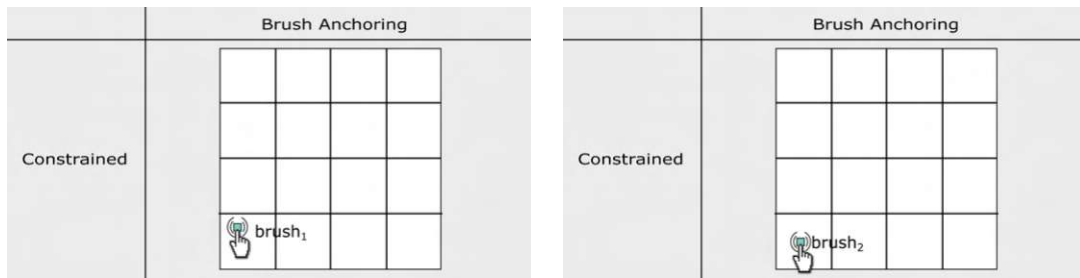 Brush Anchoring
Constrained
brush₁
Brush Anchoring
Constrained
brush₂